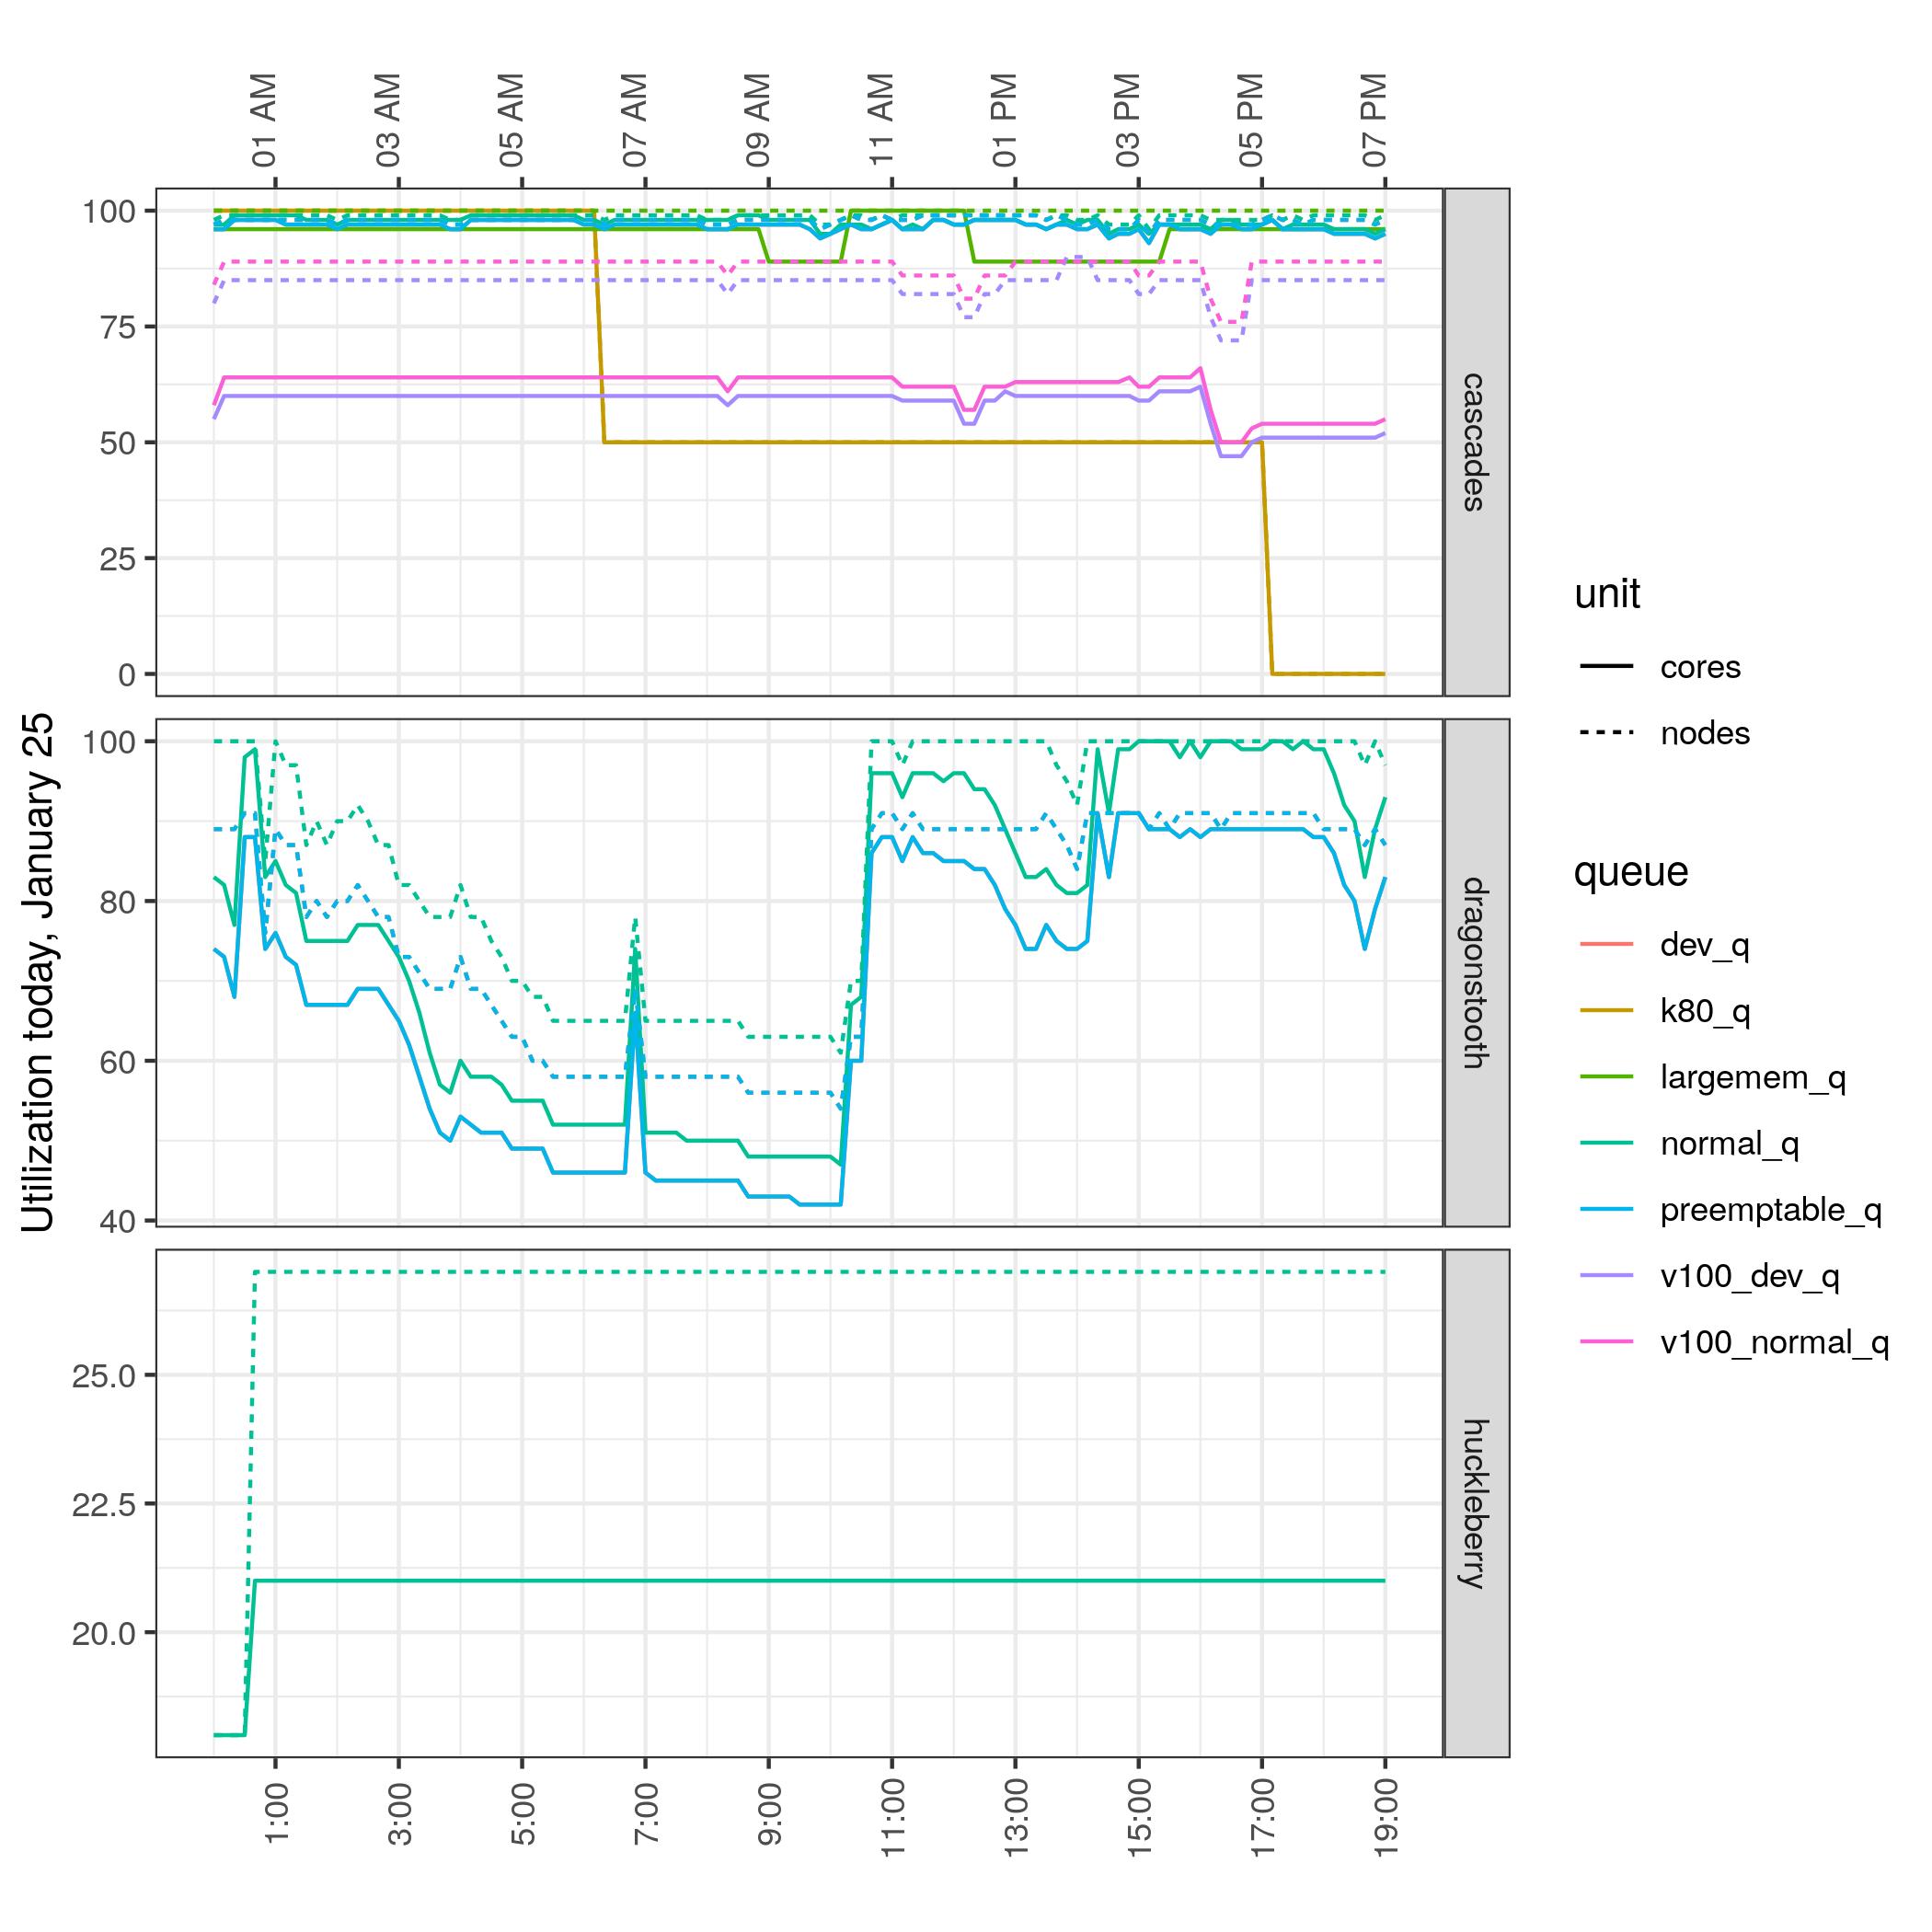 01 AM
03 AM
05 AM
07 AM
09 AM
11 AM
01 PM
03 PM
05 PM
07 PM
Utilization today, January 25
100
75
50
25
0
cascades
100
80
60
40
dragonstooth
25.0
22.5
20.0
huckleberry
1:00
3:00
5:00
7:00
9:00
11:00
13:00
15:00
17:00
19:00
unit
cores
nodes
queue
dev_q
k80_q
largemem_q
normal_q
preemptable_q
v100_dev_q
v100_normal_q